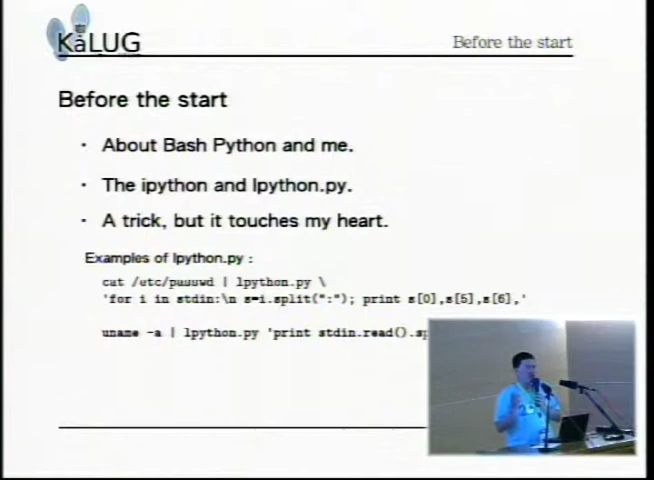 KaLUG
Before the start
Before the start
· About Bash Python and me.
· The ipython and lpython.py.
· A trick, but it touches my heart.
Examples of lpython.py :
cat /etc/passwd | lpython.py \
'for i in stdin:\n s=i.split(":"); print s[0],s[5],s[6],'
uname -a | lpython.py 'print stdin.read().sp